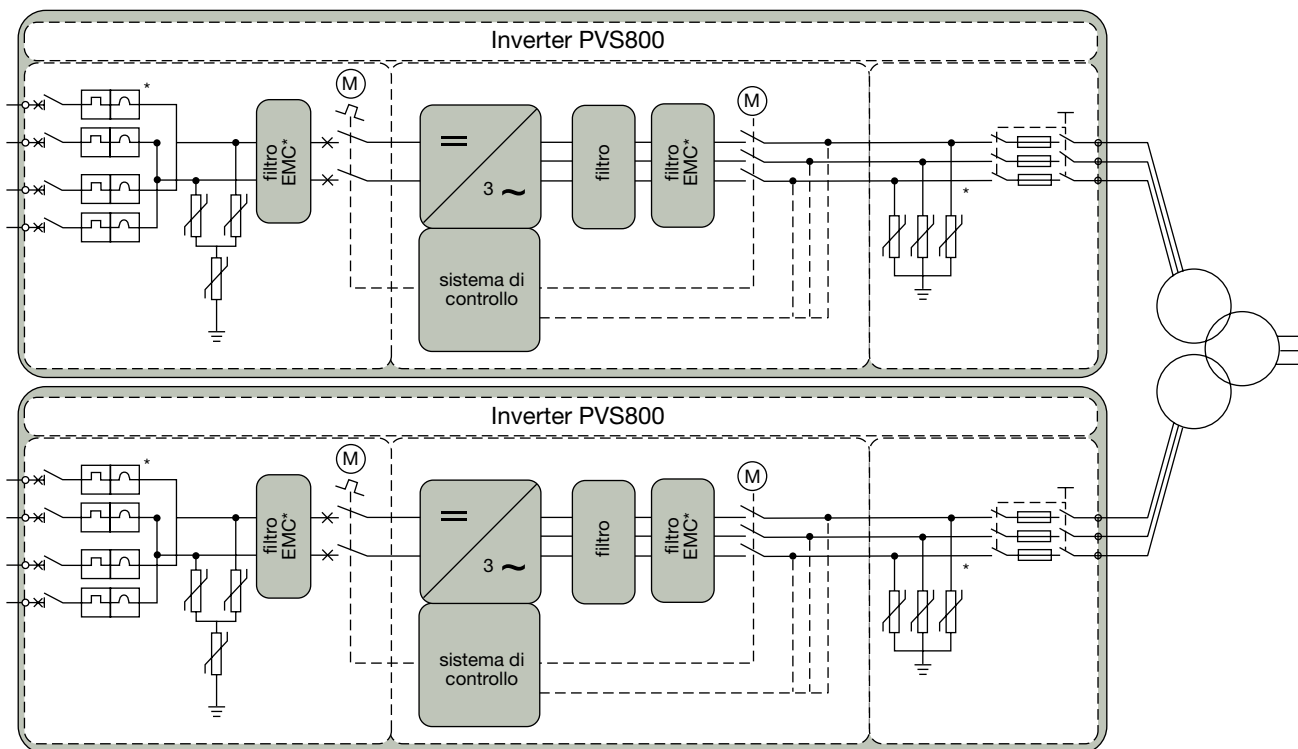 Inverter PVS800
M
M
*
filtro
EMC*
=
3 ~
filtro
filtro
EMC*
sistema di
controllo
*
Inverter PVS800
M
M
*
filtro
EMC*
=
3 ~
filtro
filtro
EMC*
sistema di
controllo
*